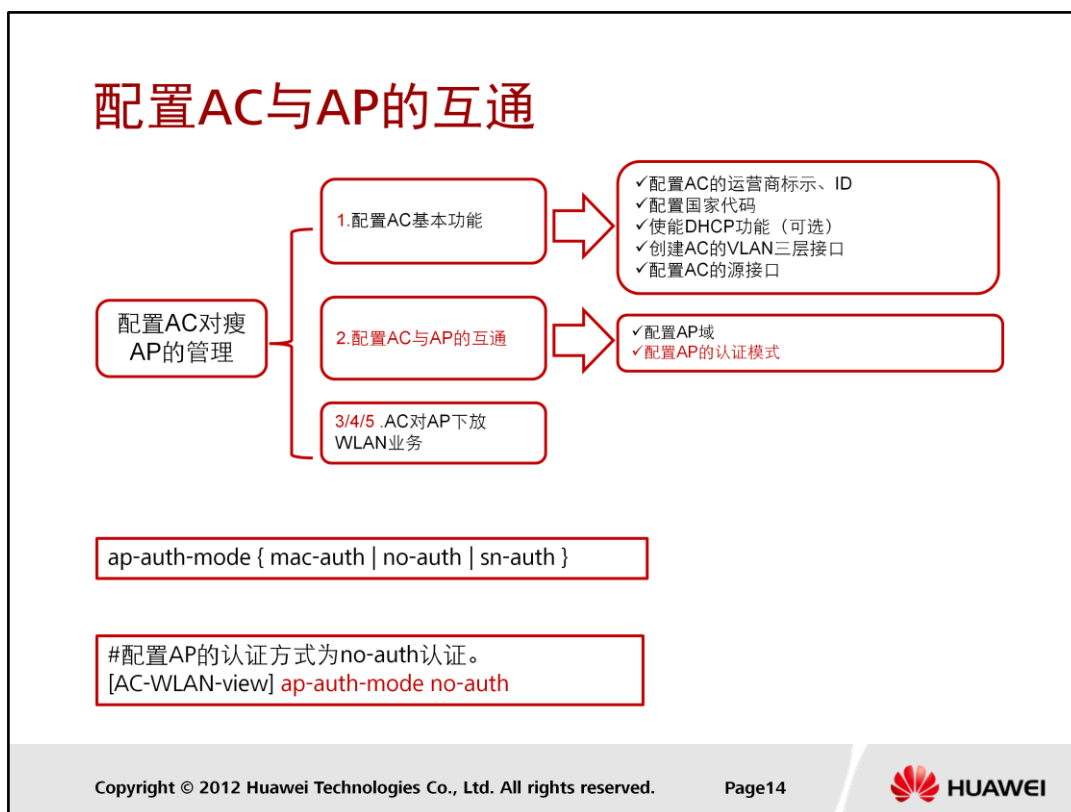 配置AC与AP的互通
配置AC对瘦
AP的管理
1.配置AC基本功能
✓配置AC的运营商标示、ID
✓配置国家代码
✓使能DHCP功能（可选）
✓创建AC的VLAN三层接口
✓配置AC的源接口
2.配置AC与AP的互通
✓配置AP域
✓配置AP的认证模式
3/4/5 .AC对AP下放
WLAN业务
ap-auth-mode { mac-auth | no-auth | sn-auth }
#配置AP的认证方式为no-auth认证。
[AC-WLAN-view] ap-auth-mode no-auth
Copyright © 2012 Huawei Technologies Co., Ltd. All rights reserved.
Page14
HUAWEI